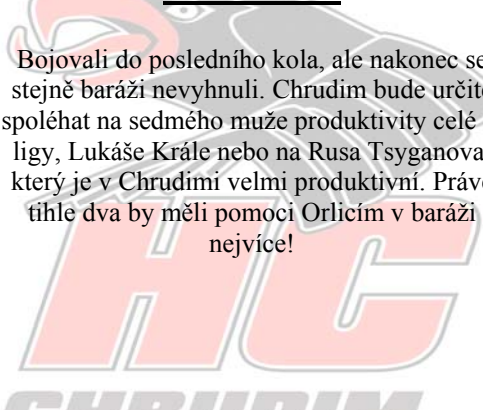 Bojovali do posledního kola, ale nakonec se
stejně baráži nevyhnuli. Chrudim bude určitě
spoléhat na sedmého muže produktivity celé
ligy, Lukáše Krále nebo na Rusa Tsyganova
který je v Chrudimi velmi produktivní. Právě
tihle dva by měli pomoci Orlicím v baráži
nejvíce!
HC
CHRUDIM